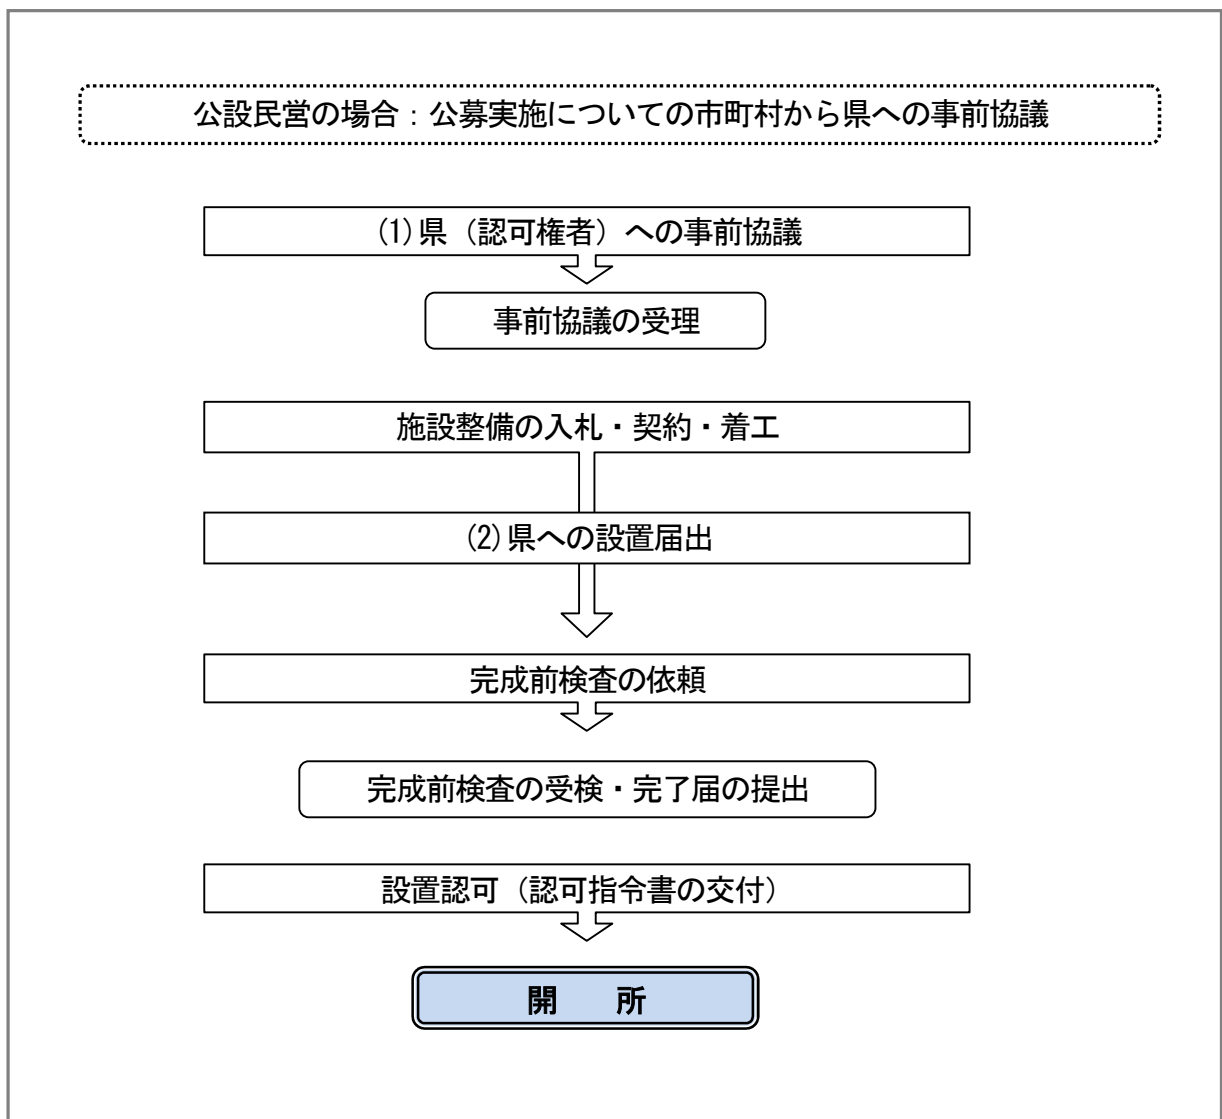 公設民営の場合：公募実施についての市町村から県への事前協議
(1)県（認可権者）への事前協議
事前協議の受理
施設整備の入札・契約・着工
(2)県への設置届出
完成前検査の依頼
完成前検査の受検・完了届の提出
設置認可（認可指令書の交付）
開　所